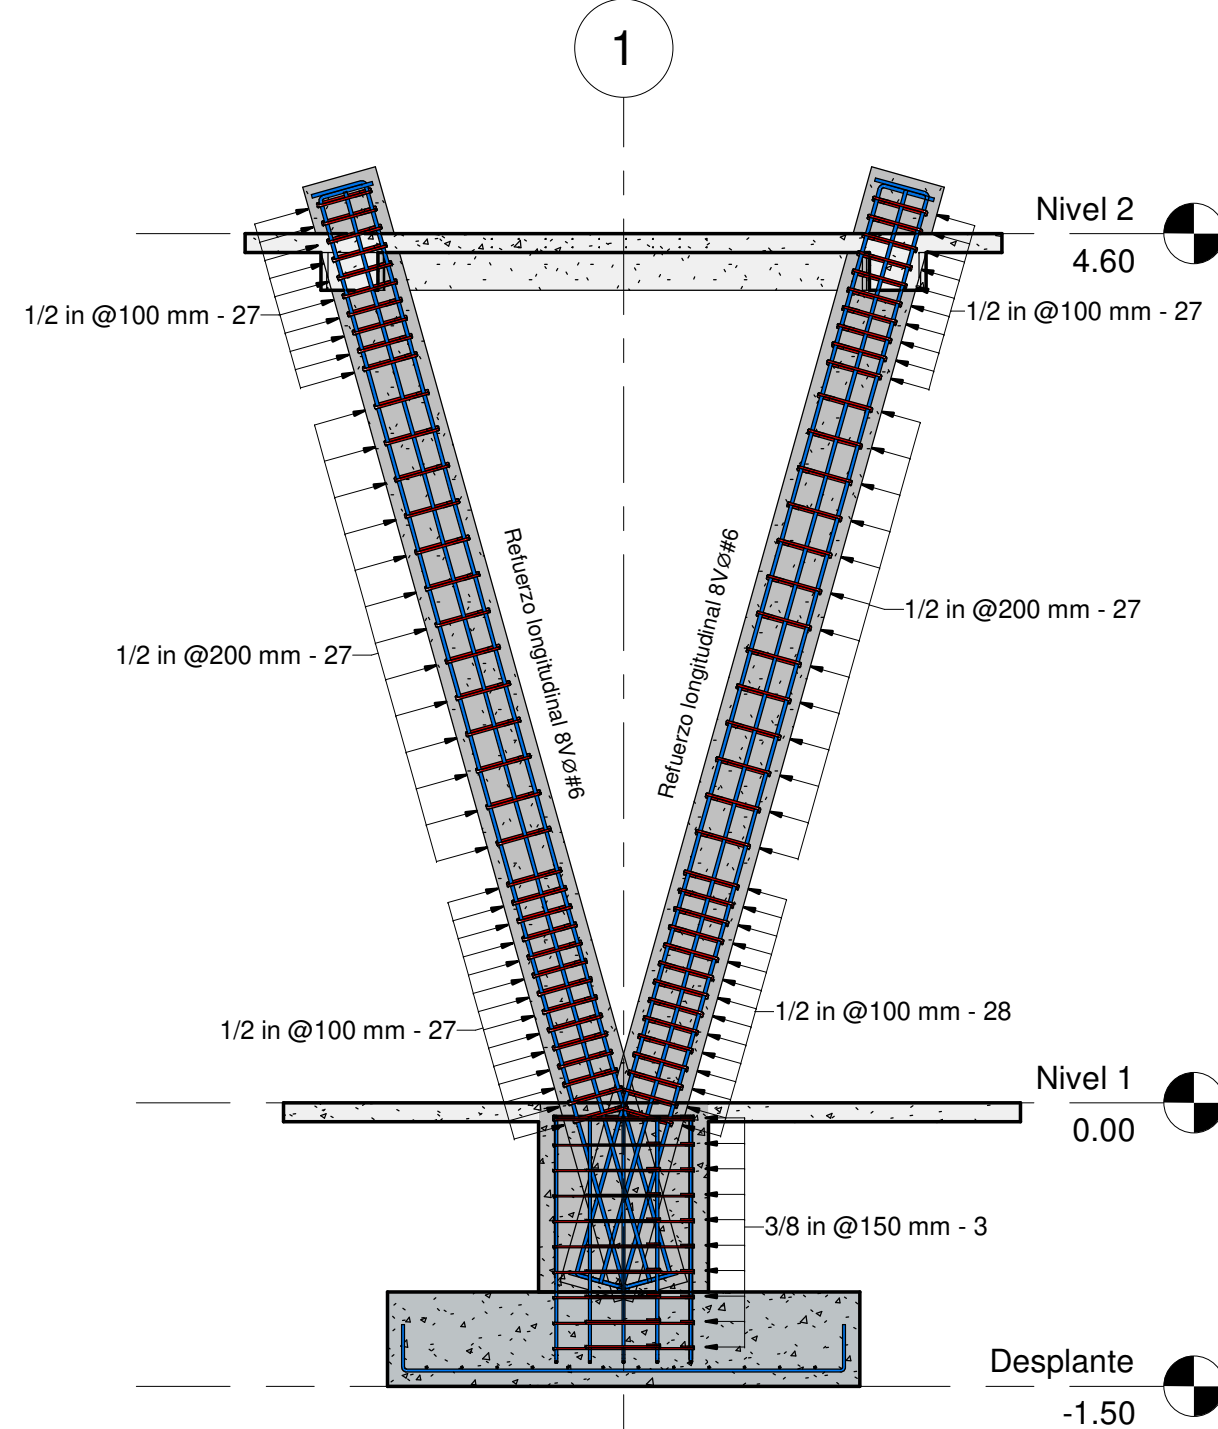 1
Nivel 2
4.60
1/2 in @100 mm - 27
1/2 in @100 mm - 27
Refuerzo longitudinal 8VØ#6
Refuerzo longitudinal 8VØ#6
1/2 in @200 mm - 27
1/2 in @200 mm - 27
1/2 in @100 mm - 27
1/2 in @100 mm - 28
Nivel 1
0.00
3/8 in @150 mm - 3
Desplante
-1.50